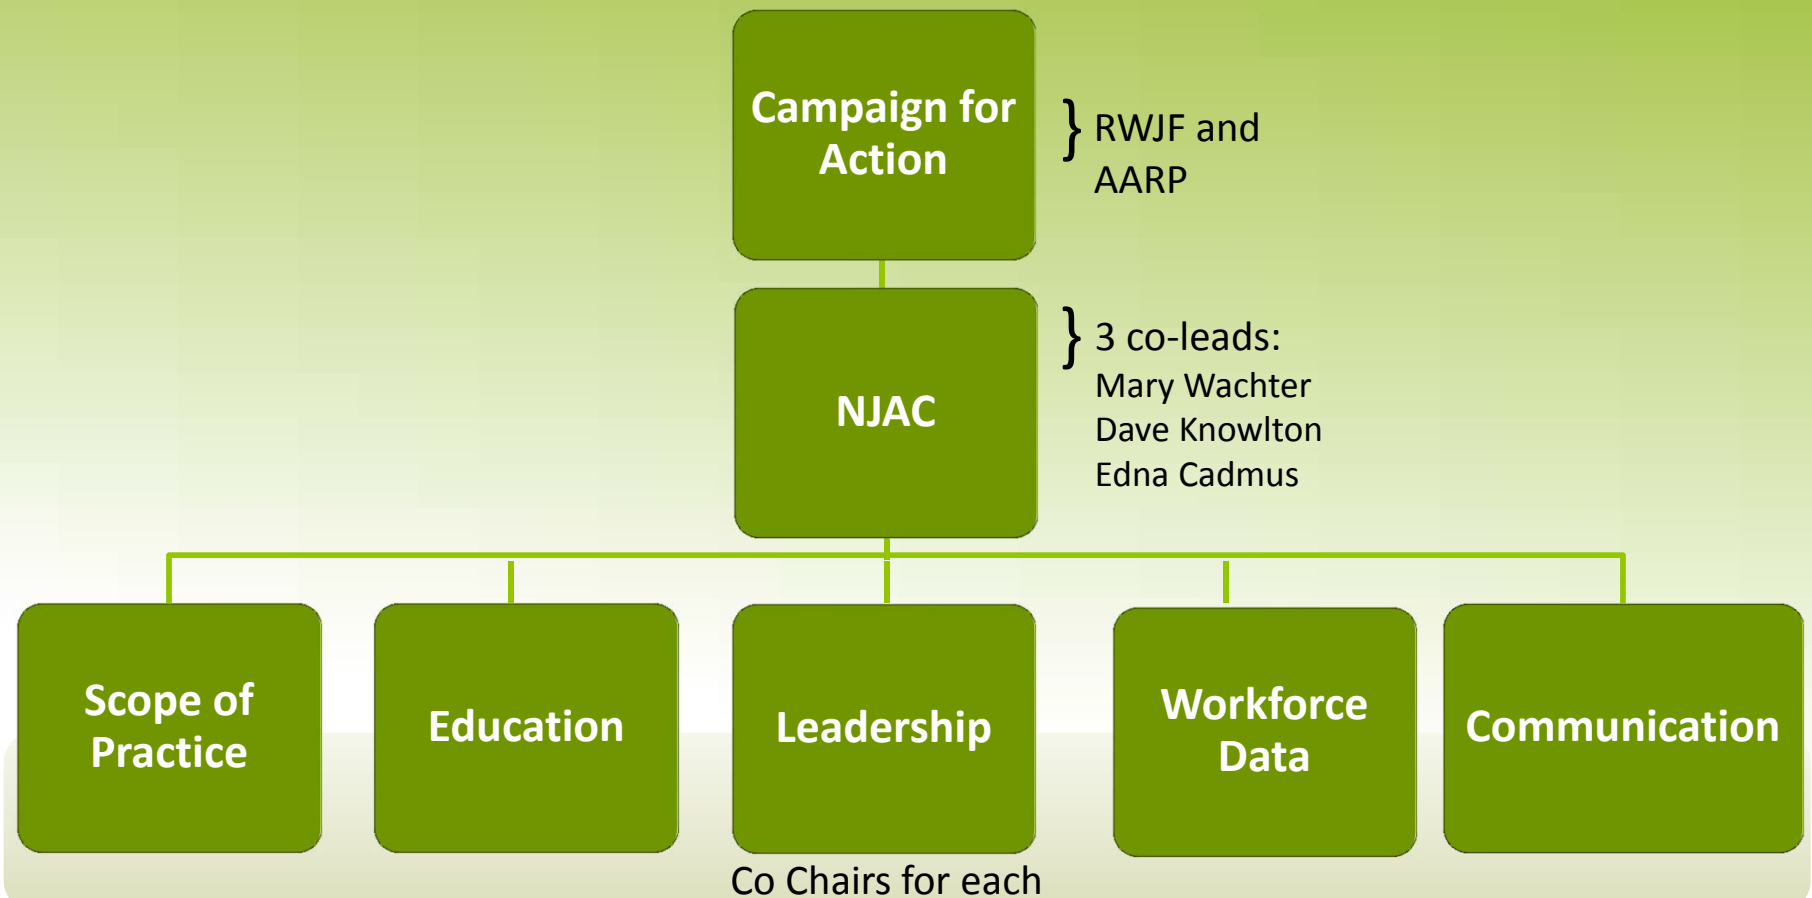 Campaign for
Action
} RWJF and
AARP
NJAC
} 3 co-leads:
Mary Wachter
Dave Knowlton
Edna Cadmus
Scope of
Practice
Education
Leadership
Workforce
Data
Communication
Co Chairs for each